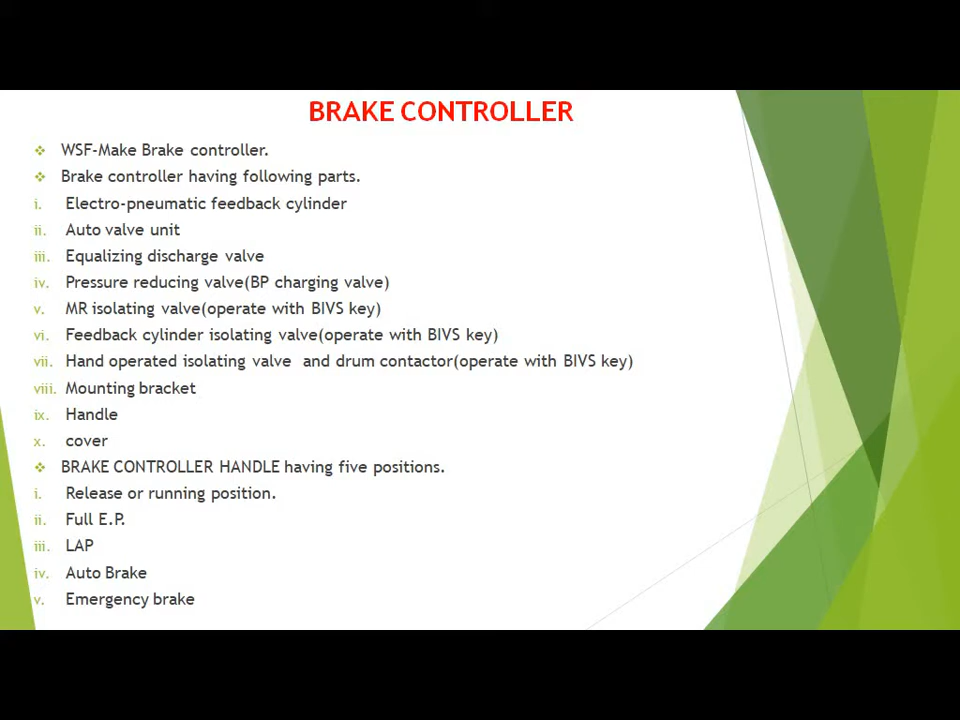 BRAKE CONTROLLER
❖ WSF-Make Brake controller.
❖ Brake controller having following parts.
i. Electro-pneumatic feedback cylinder
ii. Auto valve unit
iii. Equalizing discharge valve
iv. Pressure reducing valve(BP charging valve)
v. MR isolating valve(operate with BIVS key)
vi. Feedback cylinder isolating valve(operate with BIVS key)
vii. Hand operated isolating valve and drum contactor(operate with BIVS key)
viii. Mounting bracket
ix. Handle
x. cover
❖ BRAKE CONTROLLER HANDLE having five positions.
i. Release or running position.
ii. Full E.P.
iii. LAP
iv. Auto Brake
v. Emergency brake